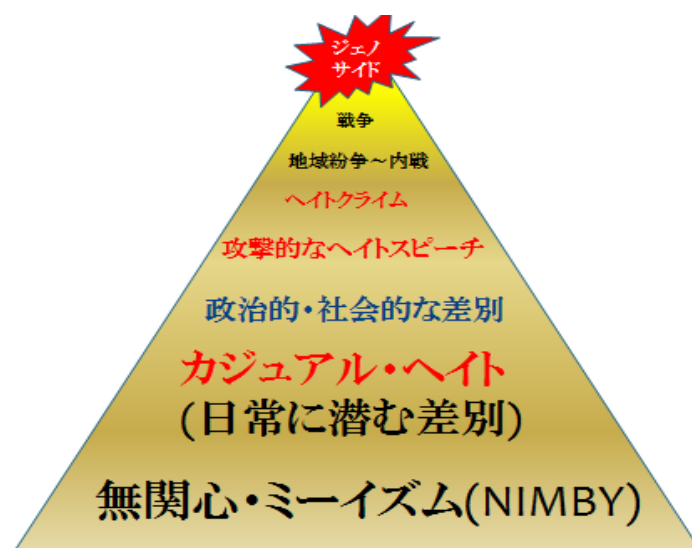 ジェノ
サイド
戦争
地域紛争～内戦
ヘイトクライム
攻撃的なヘイトスピーチ
政治的・社会的な差別
カジュアル・ヘイト
(日常に潜む差別)
無関心・ミーイズム(NIMBY)